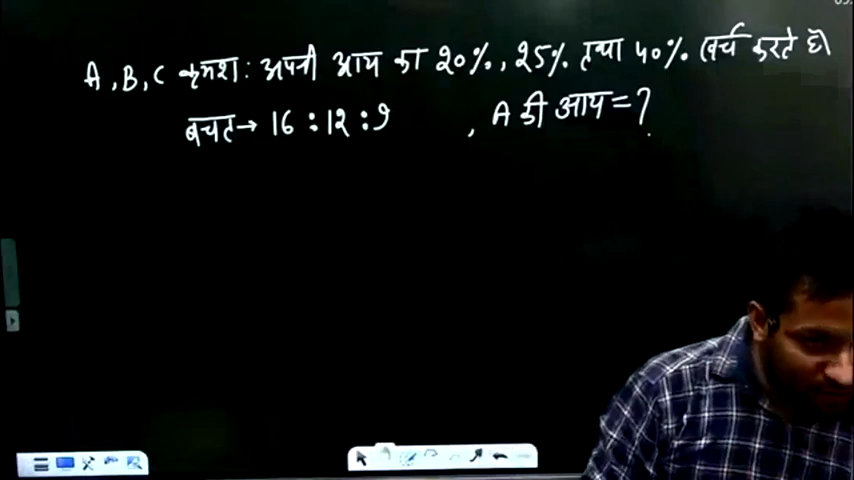 A, B, C क्रमश: अपनी आय का 20%, 25% तथा 40% खर्च करते हैं
बचत → 16 : 12 : 9 , A की आय = ?